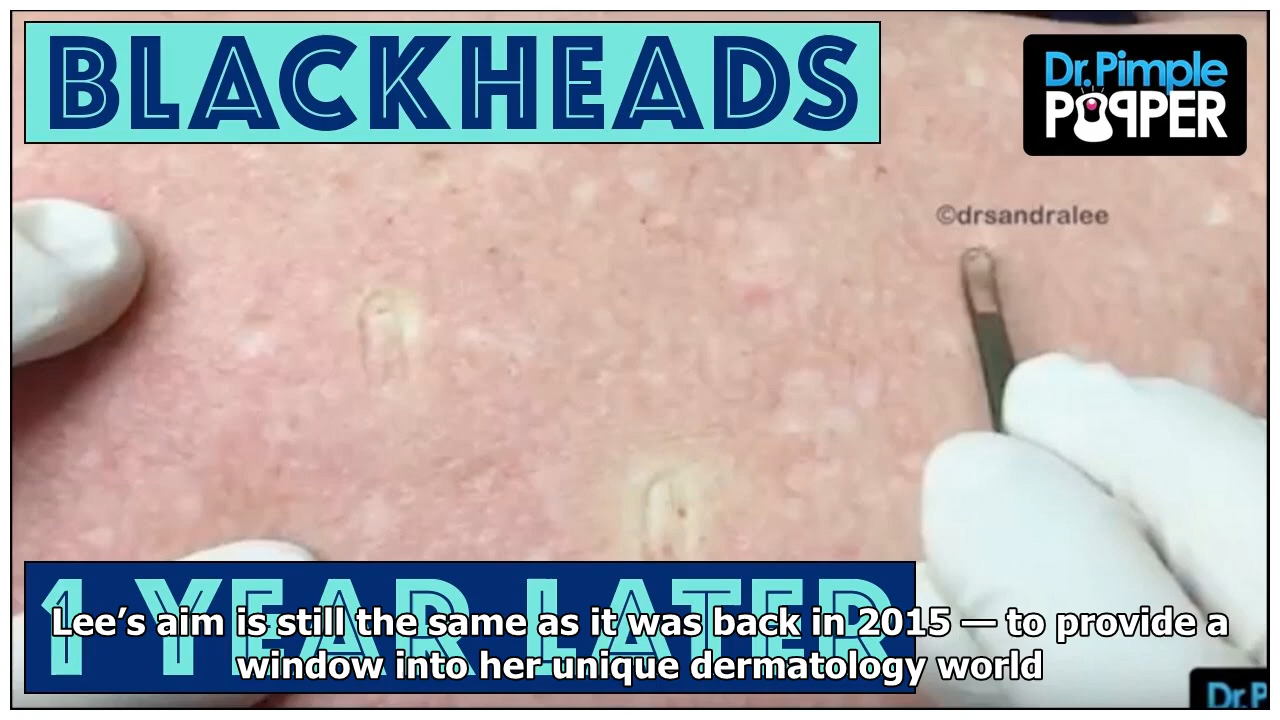 BLACKHEADS
Dr.Pimple
POPPER
©drsandralee
1 YEAR LATER
Lee’s aim is still the same as it was back in 2015 — to provide a
window into her unique dermatology world
Dr.P